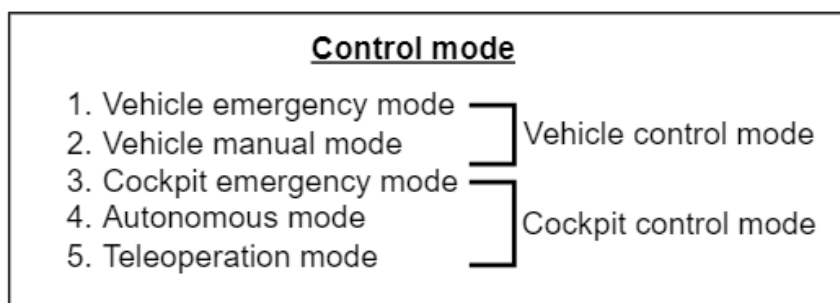 Control mode
1. Vehicle emergency mode
2. Vehicle manual mode
Vehicle control mode
3. Cockpit emergency mode
4. Autonomous mode
Cockpit control mode
5. Teleoperation mode